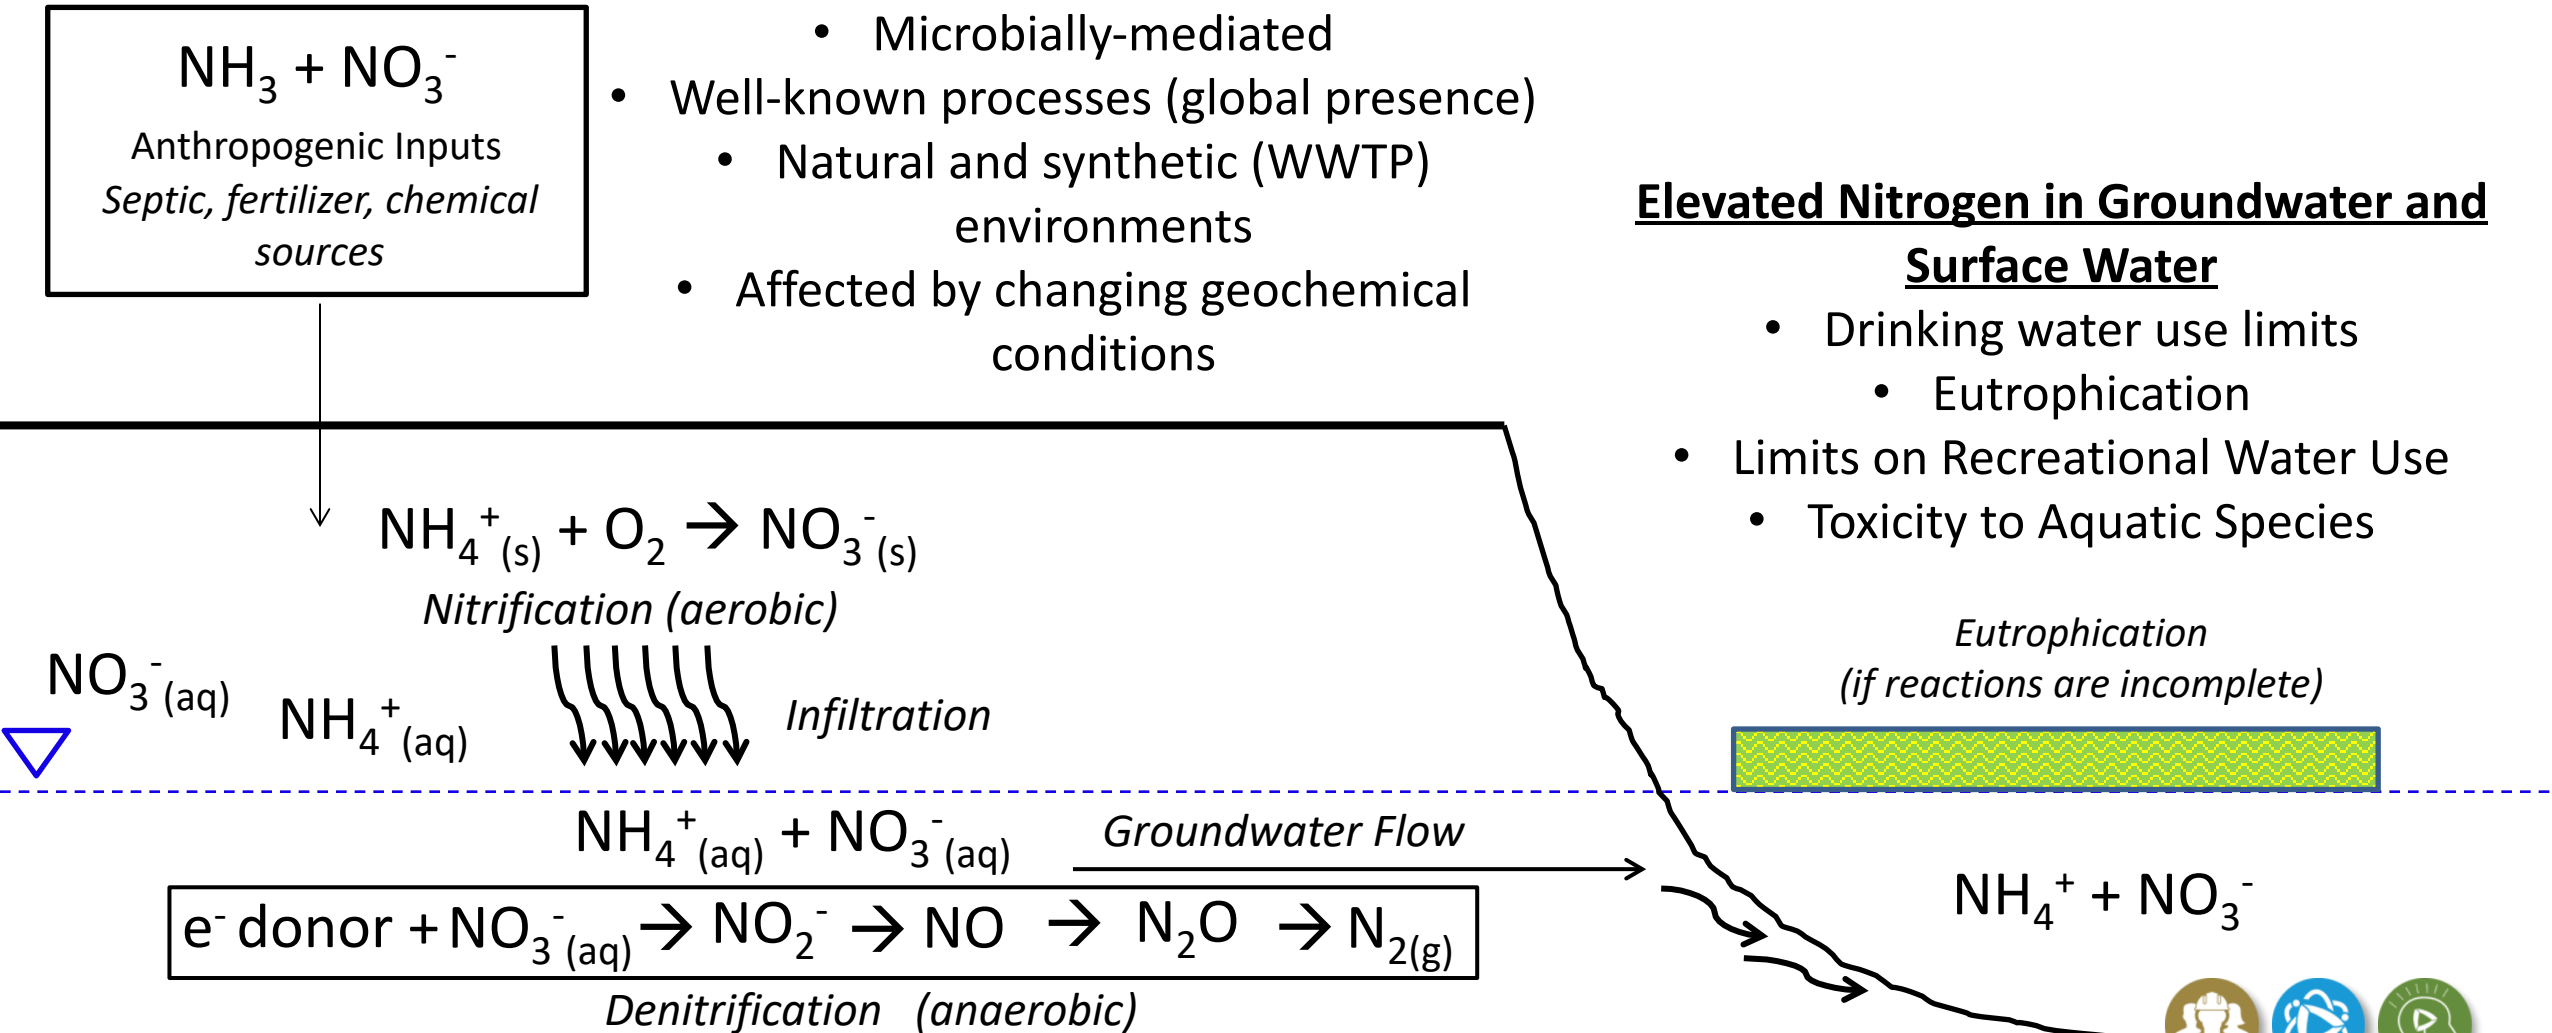 NH₃ + NO₃⁻
Anthropogenic Inputs
Septic, fertilizer, chemical
sources
• Microbially-mediated
• Well-known processes (global presence)
• Natural and synthetic (WWTP)
environments
• Affected by changing geochemical
conditions
Elevated Nitrogen in Groundwater and
Surface Water
• Drinking water use limits
• Eutrophication
• Limits on Recreational Water Use
• Toxicity to Aquatic Species
NH₄⁺(s) + O₂ → NO₃⁻(s)
Nitrification (aerobic)
NO₃⁻(aq)
NH₄⁺(aq)
Infiltration
Eutrophication
(if reactions are incomplete)
NH₄⁺(aq) + NO₃⁻(aq)
Groundwater Flow
e⁻ donor + NO₃⁻(aq) → NO₂⁻ → NO → N₂O → N₂(g)
Denitrification (anaerobic)
NH₄⁺ + NO₃⁻